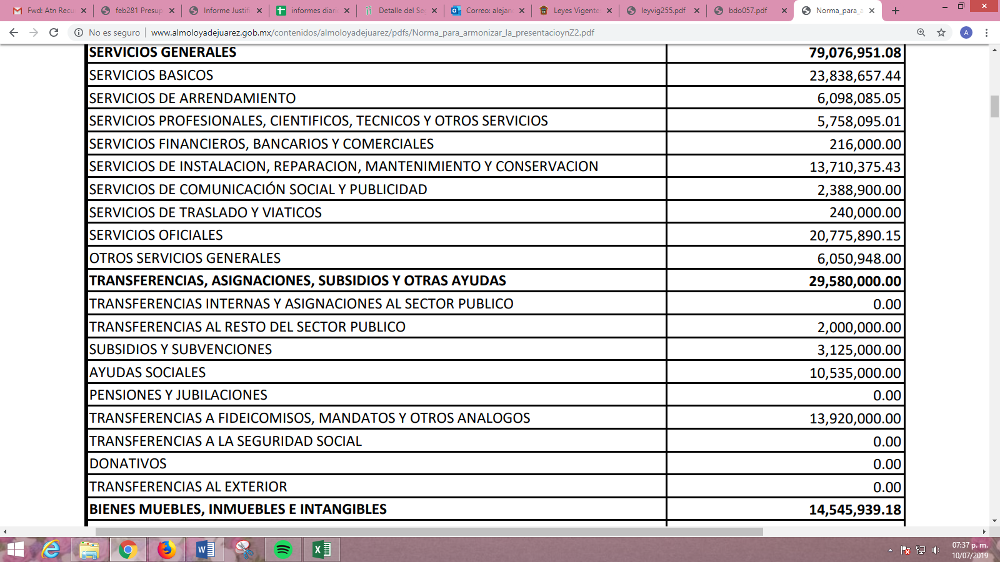 Fwd: Atn Recu
feb281 Presup
Informe Justifi
informes diari
Detalle del Se
Correo: alejan
Leyes Vigente
leyvig255.pdf
bdo057.pdf
Norma_para_a
No es seguro | www.almoloyadejuarez.gob.mx/contenidos/almoloyadejuarez/pdfs/Norma_para_armonizar_la_presentacioynZ2.pdf
A
SERVICIOS GENERALES 79,076,951.08
SERVICIOS BASICOS 23,838,657.44
SERVICIOS DE ARRENDAMIENTO 6,098,085.05
SERVICIOS PROFESIONALES, CIENTIFICOS, TECNICOS Y OTROS SERVICIOS 5,758,095.01
SERVICIOS FINANCIEROS, BANCARIOS Y COMERCIALES 216,000.00
SERVICIOS DE INSTALACION, REPARACION, MANTENIMIENTO Y CONSERVACION 13,710,375.43
SERVICIOS DE COMUNICACIÓN SOCIAL Y PUBLICIDAD 2,388,900.00
SERVICIOS DE TRASLADO Y VIATICOS 240,000.00
SERVICIOS OFICIALES 20,775,890.15
OTROS SERVICIOS GENERALES 6,050,948.00
TRANSFERENCIAS, ASIGNACIONES, SUBSIDIOS Y OTRAS AYUDAS 29,580,000.00
TRANSFERENCIAS INTERNAS Y ASIGNACIONES AL SECTOR PUBLICO 0.00
TRANSFERENCIAS AL RESTO DEL SECTOR PUBLICO 2,000,000.00
SUBSIDIOS Y SUBVENCIONES 3,125,000.00
AYUDAS SOCIALES 10,535,000.00
PENSIONES Y JUBILACIONES 0.00
TRANSFERENCIAS A FIDEICOMISOS, MANDATOS Y OTROS ANALOGOS 13,920,000.00
TRANSFERENCIAS A LA SEGURIDAD SOCIAL 0.00
DONATIVOS 0.00
TRANSFERENCIAS AL EXTERIOR 0.00
BIENES MUEBLES, INMUEBLES E INTANGIBLES 14,545,939.18
07:37 p. m.
10/07/2019